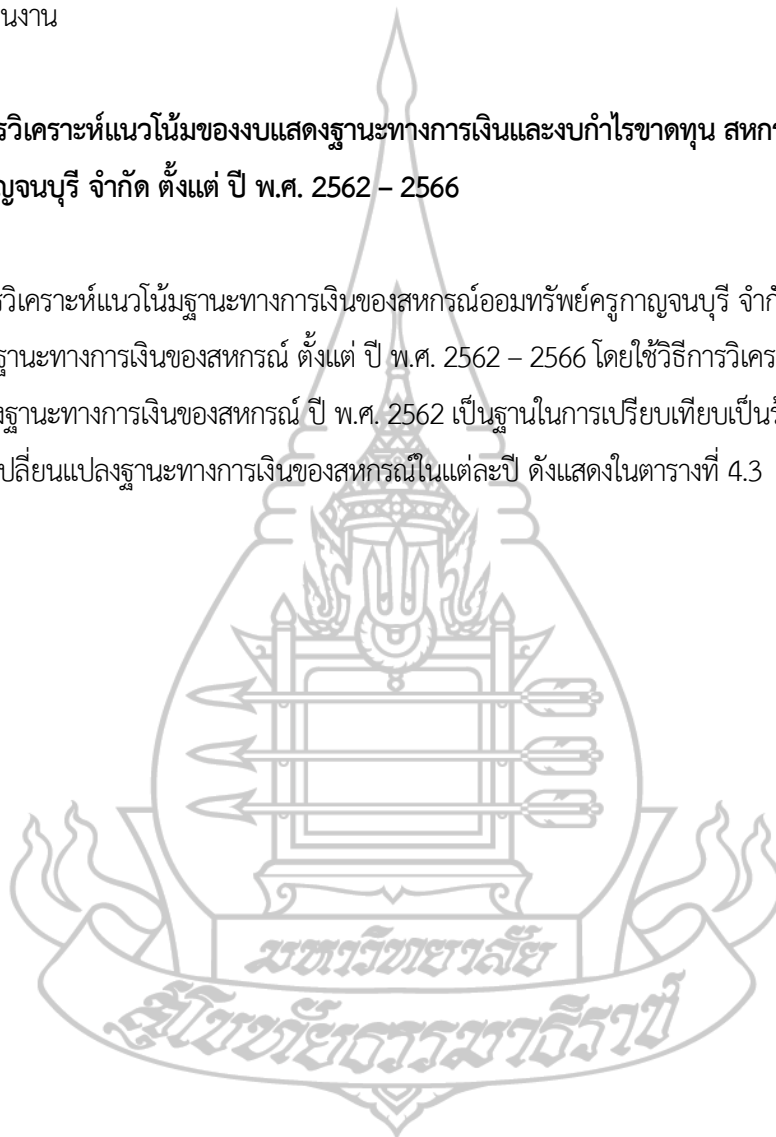 นงาน
รวิเคราะห์แนวโน้มของงบแสดงฐานะทางการเงินและงบกำไรขาดทุน สหกร
ญจนบุรี จำกัด ตั้งแต่ ปี พ.ศ. 2562 – 2566
รวิเคราะห์แนวโน้มฐานะทางการเงินของสหกรณ์ออมทรัพย์ครูกาญจนบุรี จำกั
ฐานะทางการเงินของสหกรณ์ ตั้งแต่ ปี พ.ศ. 2562 – 2566 โดยใช้วิธีการวิเคร
งฐานะทางการเงินของสหกรณ์ ปี พ.ศ. 2562 เป็นฐานในการเปรียบเทียบเป็นร้
เปลี่ยนแปลงฐานะทางการเงินของสหกรณ์ในแต่ละปี ดังแสดงในตารางที่ 4.3
มหาวิทยาลัย
สุโขทัยธรรมาธิราช